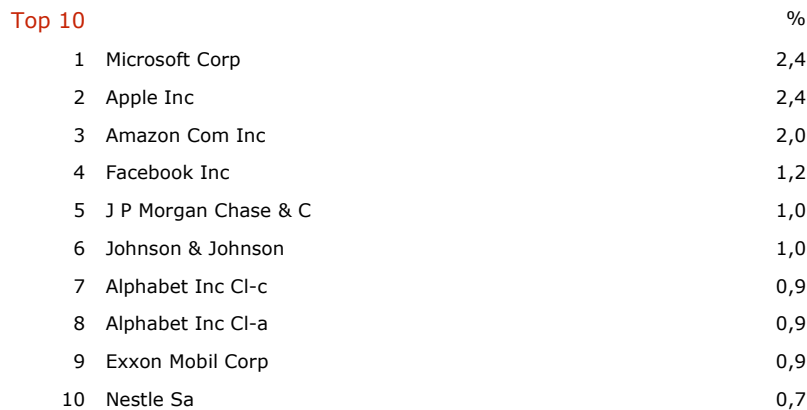 Top 10 %
1 Microsoft Corp 2,4
2 Apple Inc 2,4
3 Amazon Com Inc 2,0
4 Facebook Inc 1,2
5 J P Morgan Chase & C 1,0
6 Johnson & Johnson 1,0
7 Alphabet Inc Cl-c 0,9
8 Alphabet Inc Cl-a 0,9
9 Exxon Mobil Corp 0,9
10 Nestle Sa 0,7